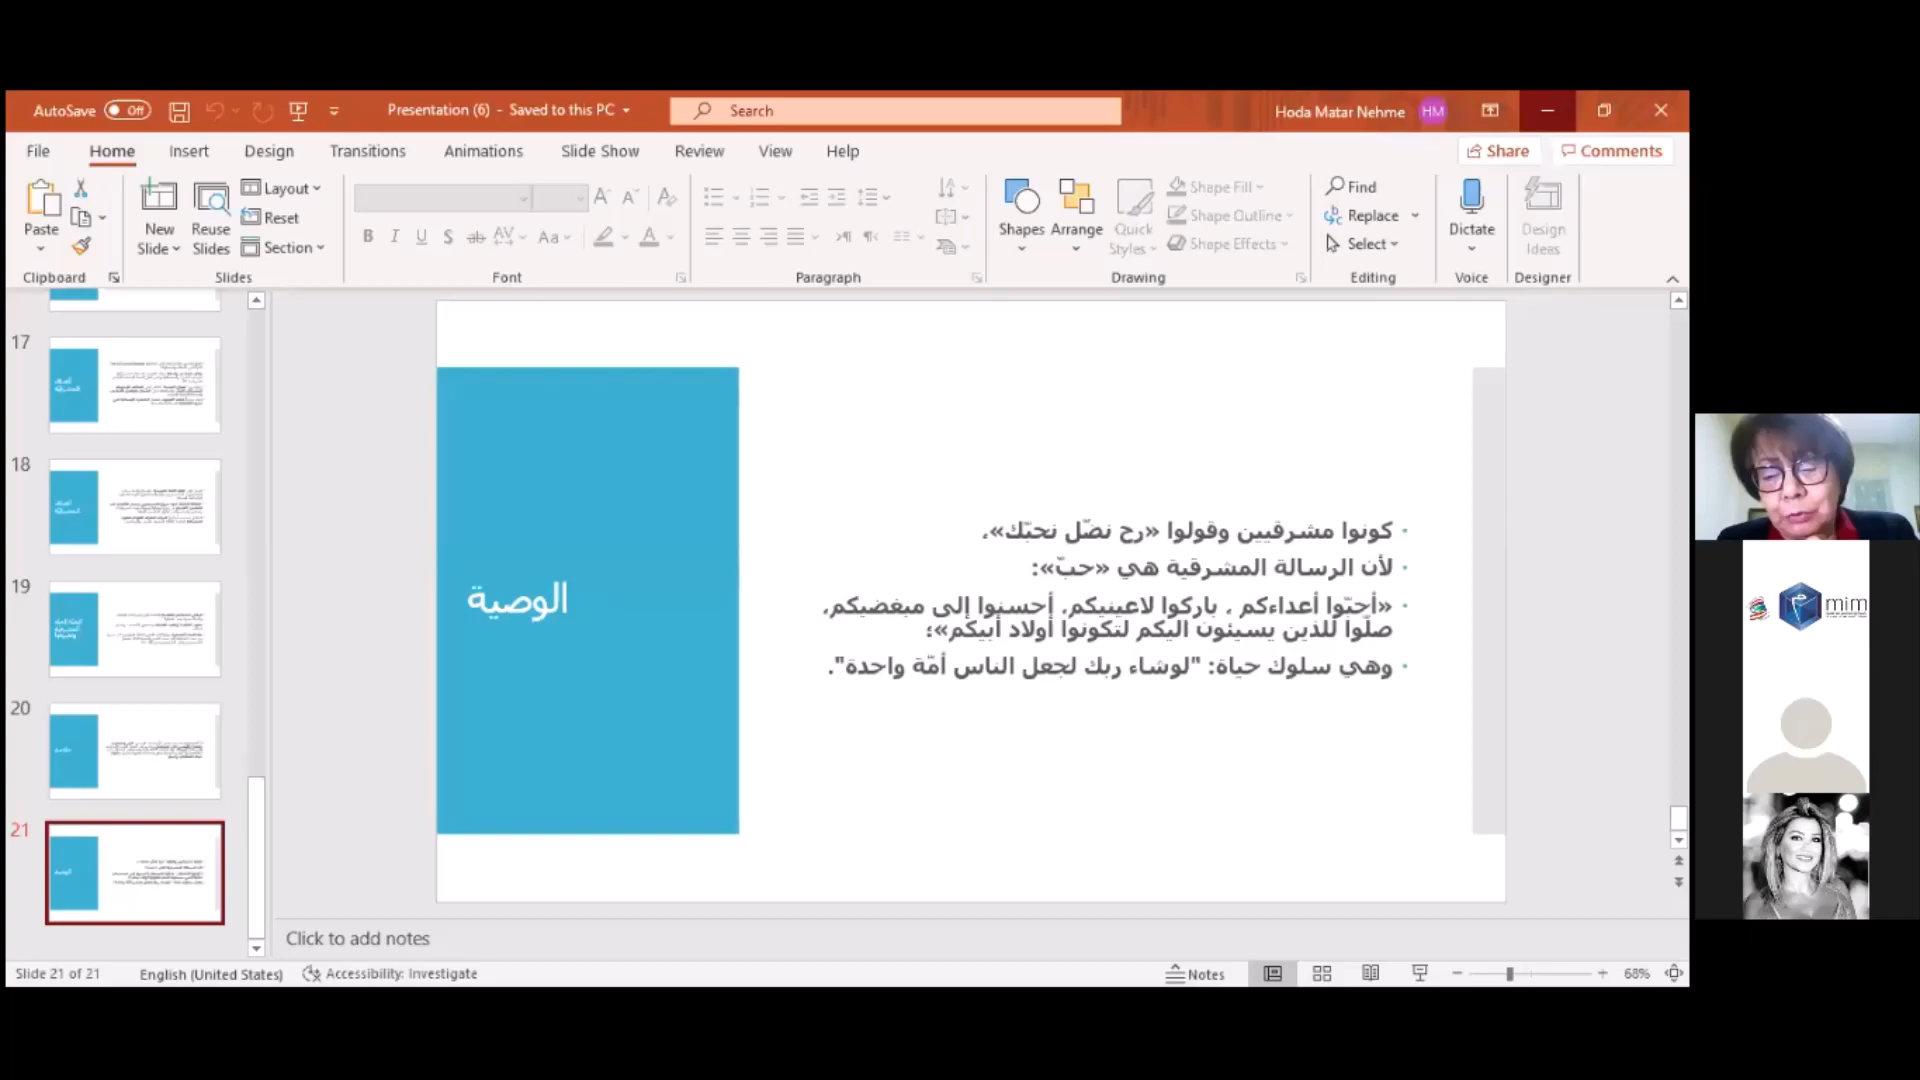 AutoSave Off
Presentation (6) - Saved to this PC
Search
Hoda Matar Nehme HM
File Home Insert Design Transitions Animations Slide Show Review View Help
Share Comments
Paste
Clipboard
New Slide
Reuse Slides
Layout
Reset
Section
Slides
B I U S ab AV Aa A
Font
Paragraph
Shapes
Arrange
Quick Styles
Shape Fill
Shape Outline
Shape Effects
Drawing
Find
Replace
Select
Editing
Dictate
Voice
Design Ideas
Designer
17
18
19
20
21
الوصية
كونوا مشرقيين وقولوا «رح نضّل نحبّك»،
لأن الرسالة المشرقية هي «حبّ»:
«أحبّوا أعداءكم ، باركوا لاعينيكم، أحسنوا إلى مبغضيكم،
صلّوا للذين يسيئون اليكم لتكونوا أولاد أبيكم»؛
وهي سلوك حياة: "لوشاء ربك لجعل الناس أمّة واحدة".
mim
Click to add notes
Slide 21 of 21
English (United States)
Accessibility: Investigate
Notes
68%